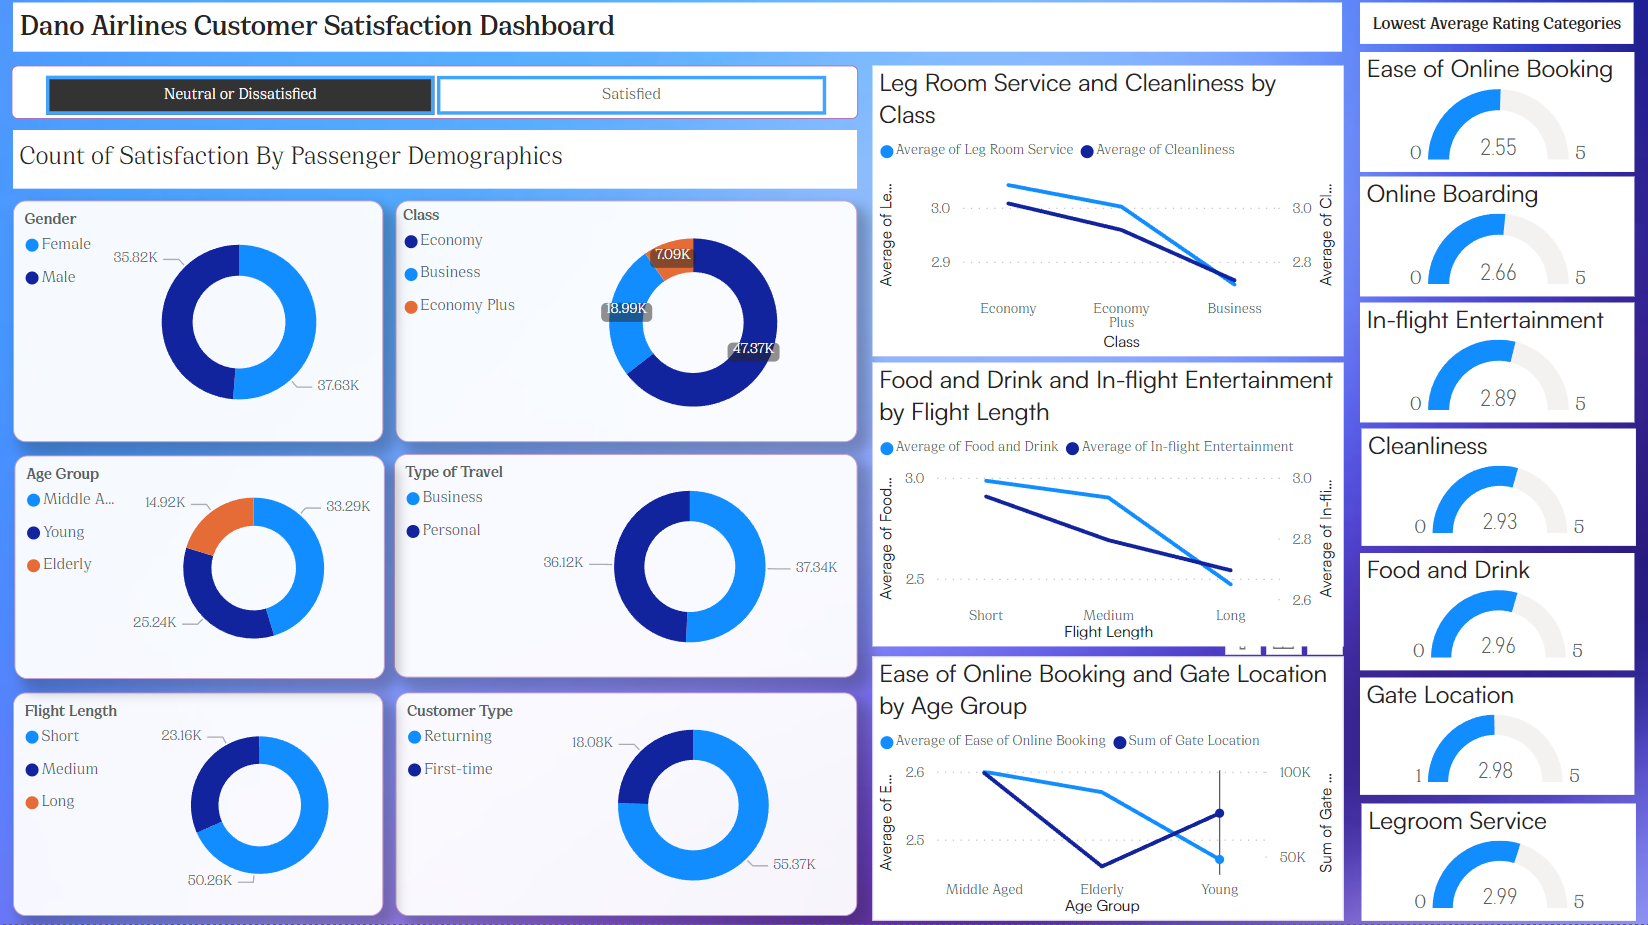 Dano Airlines Customer Satisfaction Dashboard
Neutral or Dissatisfied
Satisfied
Count of Satisfaction By Passenger Demographics
Gender
Female
Male
35.82K
37.63K
Class
Economy
Business
Economy Plus
7.09K
18.99K
47.37K
Age Group
Middle A...
Young
Elderly
14.92K
33.29K
25.24K
Type of Travel
Business
Personal
36.12K
37.34K
Flight Length
Short
Medium
Long
23.16K
50.26K
Customer Type
Returning
First-time
18.08K
55.37K
Leg Room Service and Cleanliness by
Class
Average of Leg Room Service
Average of Cleanliness
Average of Le...
3.0
2.9
3.0
2.8
Average of Cl...
Economy
Economy
Plus
Business
Class
Food and Drink and In-flight Entertainment
by Flight Length
Average of Food and Drink
Average of In-flight Entertainment
Average of Food...
3.0
2.5
3.0
2.8
2.6
Average of In-fli...
Short
Medium
Long
Flight Length
Ease of Online Booking and Gate Location
by Age Group
Average of Ease of Online Booking
Sum of Gate Location
Average of E...
2.6
2.5
100K
50K
Sum of Gate ...
Middle Aged
Elderly
Young
Age Group
Lowest Average Rating Categories
Ease of Online Booking
0
2.55
5
Online Boarding
0
2.66
5
In-flight Entertainment
0
2.89
5
Cleanliness
0
2.93
5
Food and Drink
0
2.96
5
Gate Location
1
2.98
5
Legroom Service
0
2.99
5